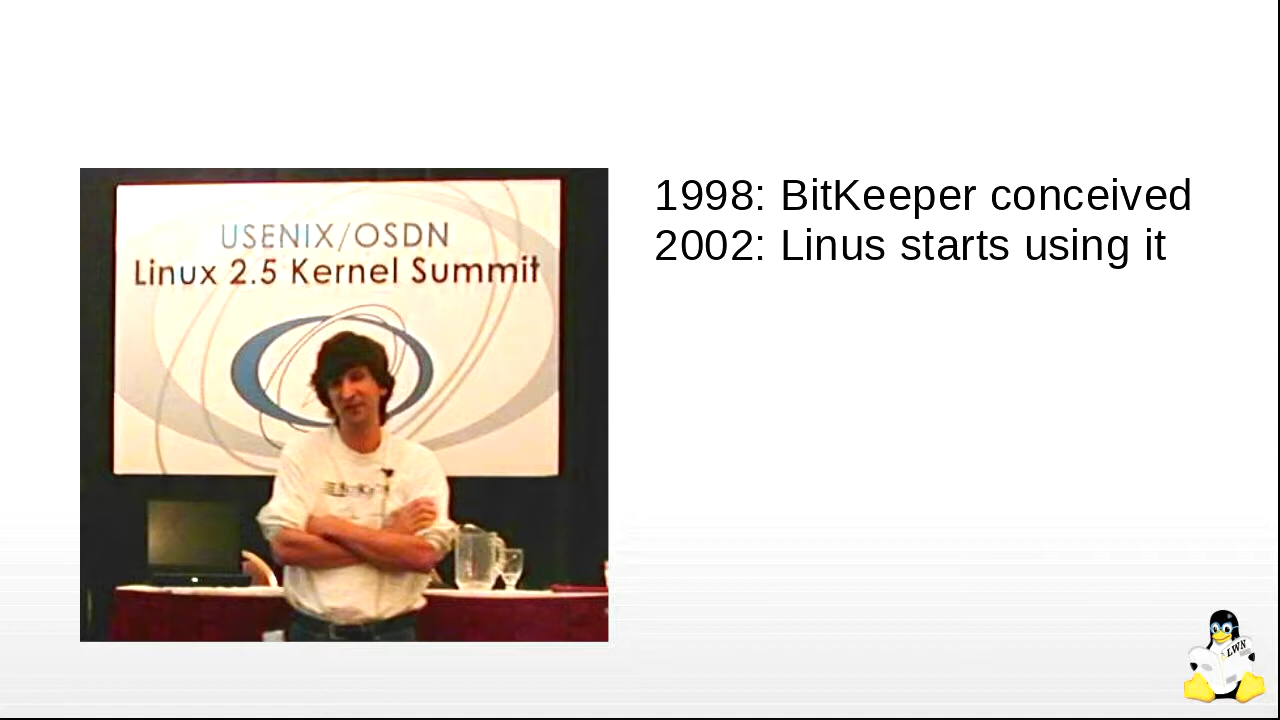 USENIX/OSDN
Linux 2.5 Kernel Summit
1998: BitKeeper conceived
2002: Linus starts using it
LWN